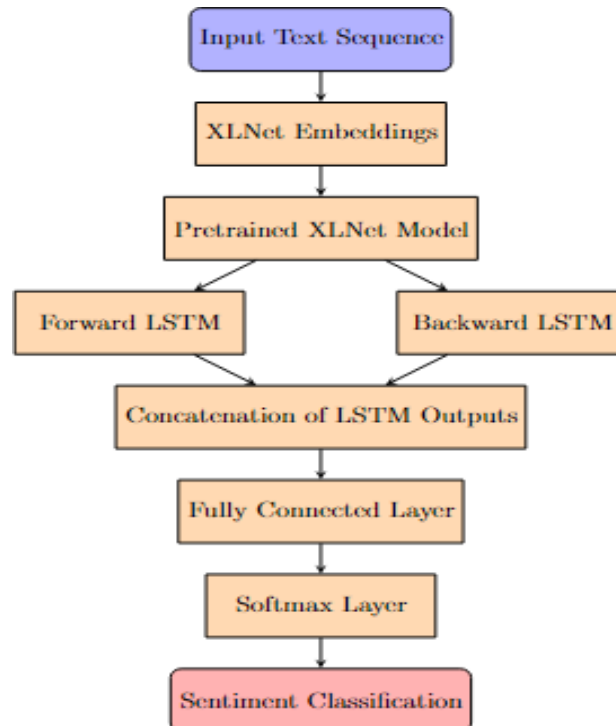 Input Text Sequence
XLNet Embeddings
Pretrained XLNet Model
Forward LSTM
Backward LSTM
Concatenation of LSTM Outputs
Fully Connected Layer
Softmax Layer
Sentiment Classification